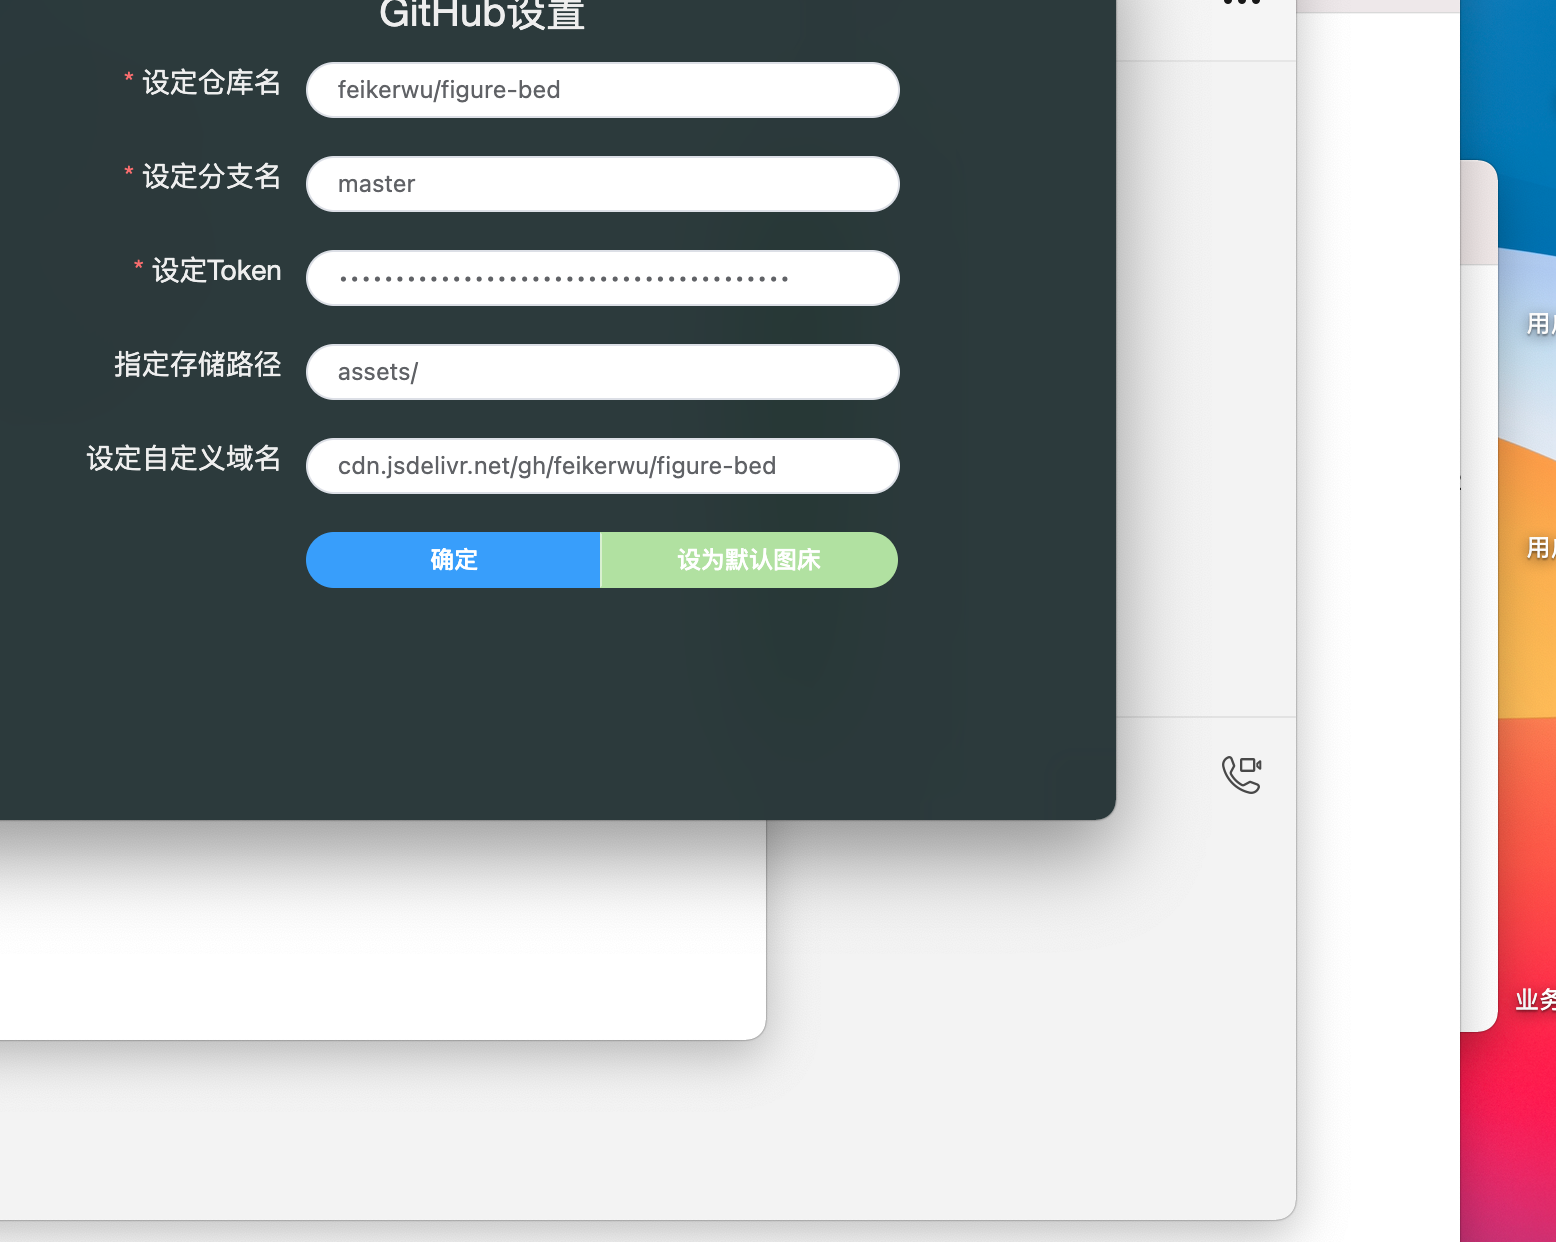 GitHub设置
* 设定仓库名
feikerwu/figure-bed
* 设定分支名
master
* 设定Token
••••••••••••••••••••••••••••••••••••••••
指定存储路径
assets/
设定自定义域名
cdn.jsdelivr.net/gh/feikerwu/figure-bed
确定
设为默认图床
用
用
业务